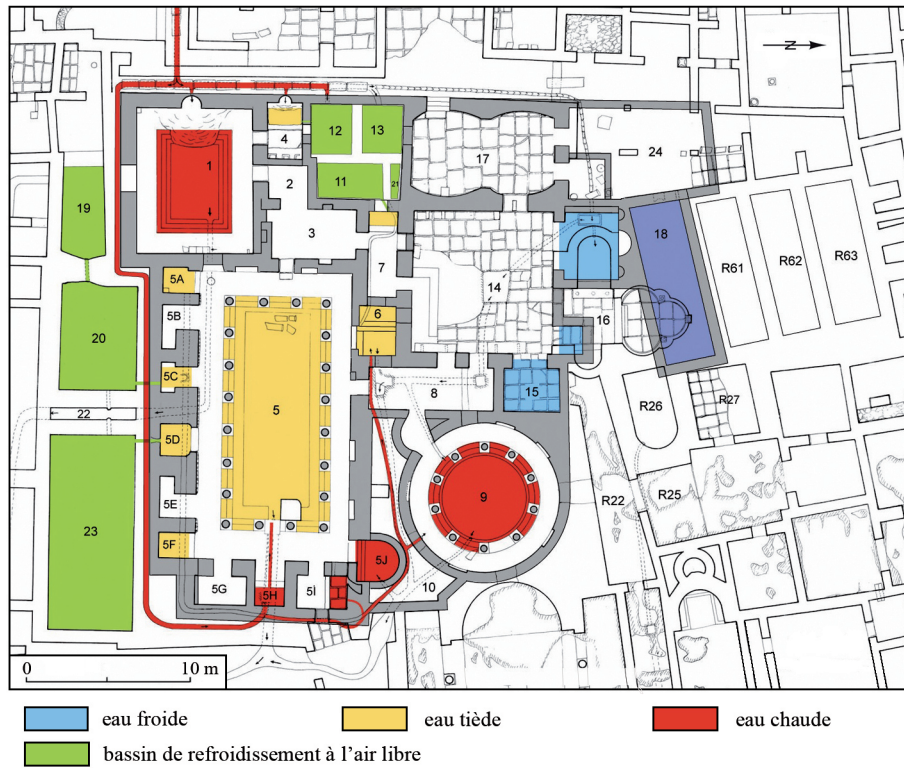 N
24
12
13
4
17
1
11
21
2
19
18
R61
R62
R63
3
7
14
5A
5B
6
16
20
5C
15
5
8
22
R26
R27
5D
9
R22
R25
5E
23
5F
5J
5G
5H
5I
10
0 10 m
eau froide eau tiède eau chaude
bassin de refroidissement à l’air libre